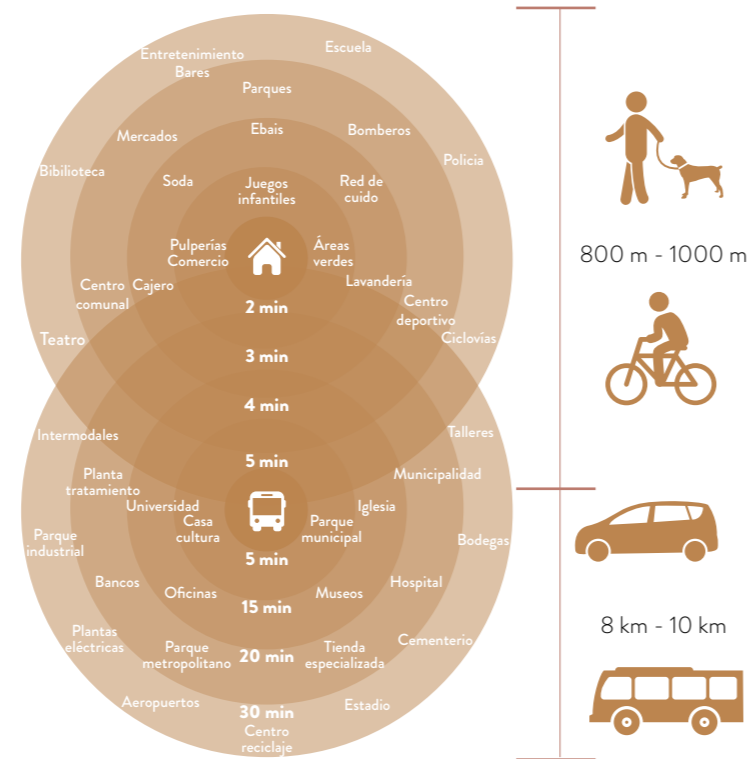 Entretenimiento
Bares
Escuela
Parques
Mercados
Ebais
Bomberos
Policia
Bibilioteca
Soda
Juegos
infantiles
Red de
cuido
Pulperías
Comercio
Áreas
verdes
800 m - 1000 m
Centro
comunal
Cajero
Lavandería
Centro
deportivo
2 min
Teatro
Ciclovías
3 min
4 min
Intermodales
Talleres
5 min
Planta
tratamiento
Municipalidad
Universidad
Casa
cultura
Iglesia
Parque
municipal
Parque
industrial
Bodegas
5 min
Bancos
Oficinas
Museos
Hospital
15 min
8 km - 10 km
Plantas
eléctricas
Cementerio
Parque
metropolitano
20 min
Tienda
especializada
Aeropuertos
Estadio
30 min
Centro
reciclaje